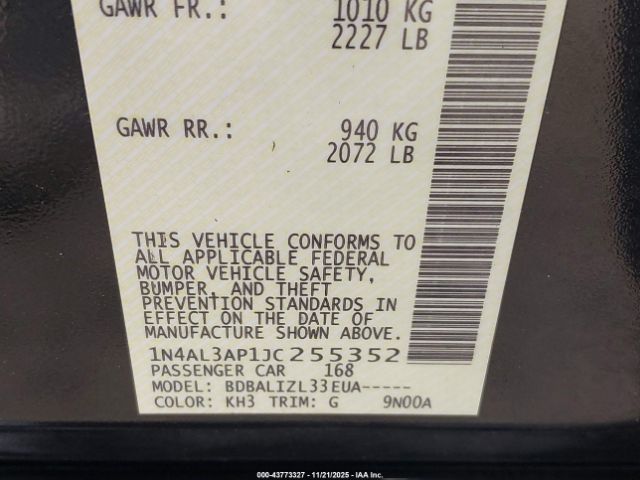 GAWR FR.: 1010 KG
2227 LB
GAWR RR.: 940 KG
2072 LB
THIS VEHICLE CONFORMS TO
ALL APPLICABLE FEDERAL
MOTOR VEHICLE SAFETY,
BUMPER, AND THEFT
PREVENTION STANDARDS IN
EFFECT ON THE DATE OF
MANUFACTURE SHOWN ABOVE.
1N4AL3AP1JC255352
PASSENGER CAR 168
MODEL: BDBALIZL33EUA-----
COLOR: KH3 TRIM: G 9N00A
000-43773327 - 11/21/2025 - IAA, Inc.